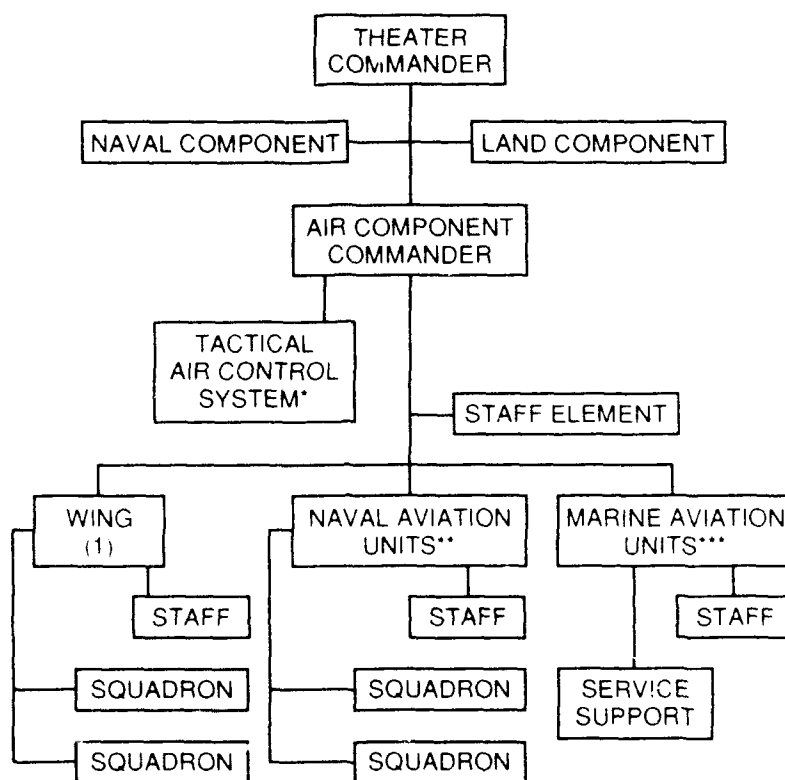 THEATER
COMMANDER
NAVAL COMPONENT
LAND COMPONENT
AIR COMPONENT
COMMANDER
TACTICAL
AIR CONTROL
SYSTEM*
STAFF ELEMENT
WING
(1)
NAVAL AVIATION
UNITS**
MARINE AVIATION
UNITS***
STAFF
STAFF
STAFF
SQUADRON
SQUADRON
SERVICE
SUPPORT
SQUADRON
SQUADRON